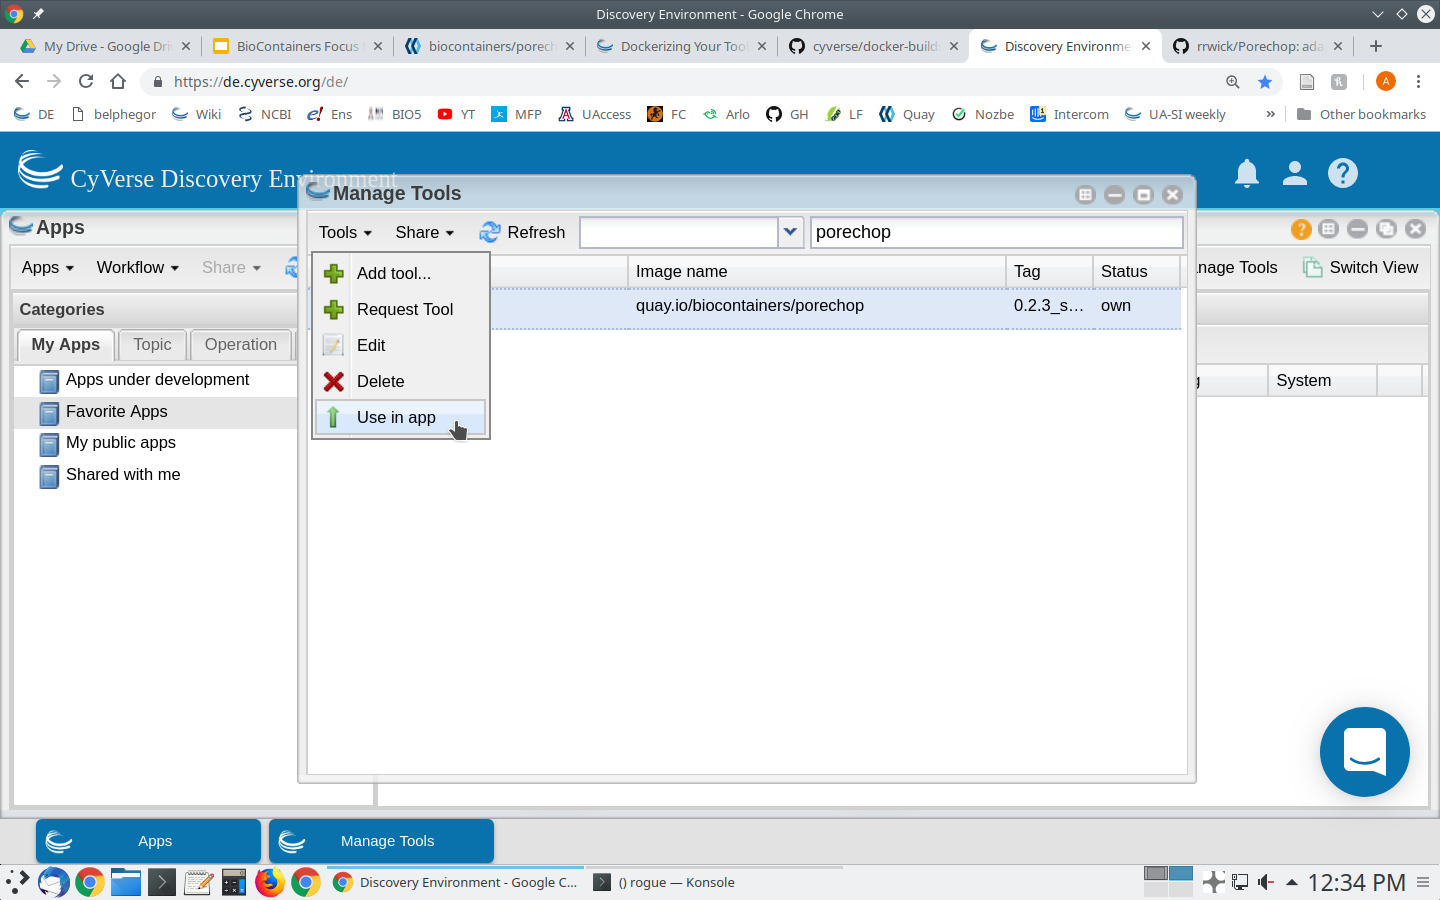 Discovery Environment - Google Chrome
My Drive - Google Dri
BioContainers Focus
biocontainers/porech
Dockerizing Your Tool
cyverse/docker-build
Discovery Environme
rrwick/Porechop: ada
https://de.cyverse.org/de/
A
DE
belphegor
Wiki
NCBI
Ens
BIO5
YT
MFP
UAccess
FC
Arlo
GH
LF
Quay
Nozbe
Intercom
UA-SI weekly
»
Other bookmarks
CyVerse Discovery Environment
Manage Tools
Apps
Tools
Share
Refresh
porechop
Apps
Workflow
Share
nage Tools
Switch View
Add tool...
Request Tool
Edit
Delete
Use in app
Image name
Tag
Status
quay.io/biocontainers/porechop
0.2.3_s...
own
Categories
My Apps
Topic
Operation
Apps under development
Favorite Apps
My public apps
Shared with me
g
System
Apps
Manage Tools
Discovery Environment - Google C...
() rogue — Konsole
12:34 PM